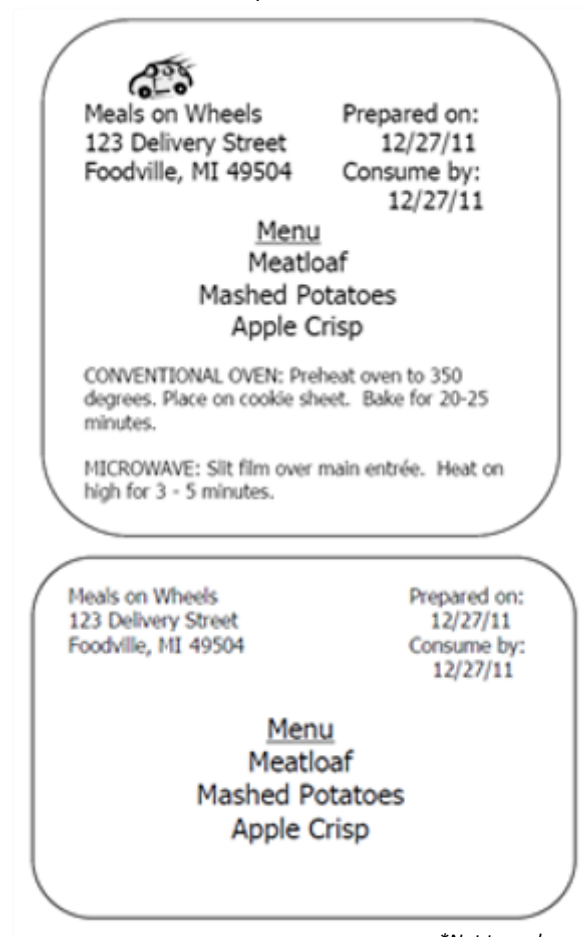 Meals on Wheels Prepared on:
123 Delivery Street 12/27/11
Foodville, MI 49504 Consume by:
12/27/11
Menu
Meatloaf
Mashed Potatoes
Apple Crisp
CONVENTIONAL OVEN: Preheat oven to 350
degrees. Place on cookie sheet. Bake for 20-25
minutes.
MICROWAVE: Slit film over main entrée. Heat on
high for 3 - 5 minutes.
Meals on Wheels Prepared on:
123 Delivery Street 12/27/11
Foodville, MI 49504 Consume by:
12/27/11
Menu
Meatloaf
Mashed Potatoes
Apple Crisp